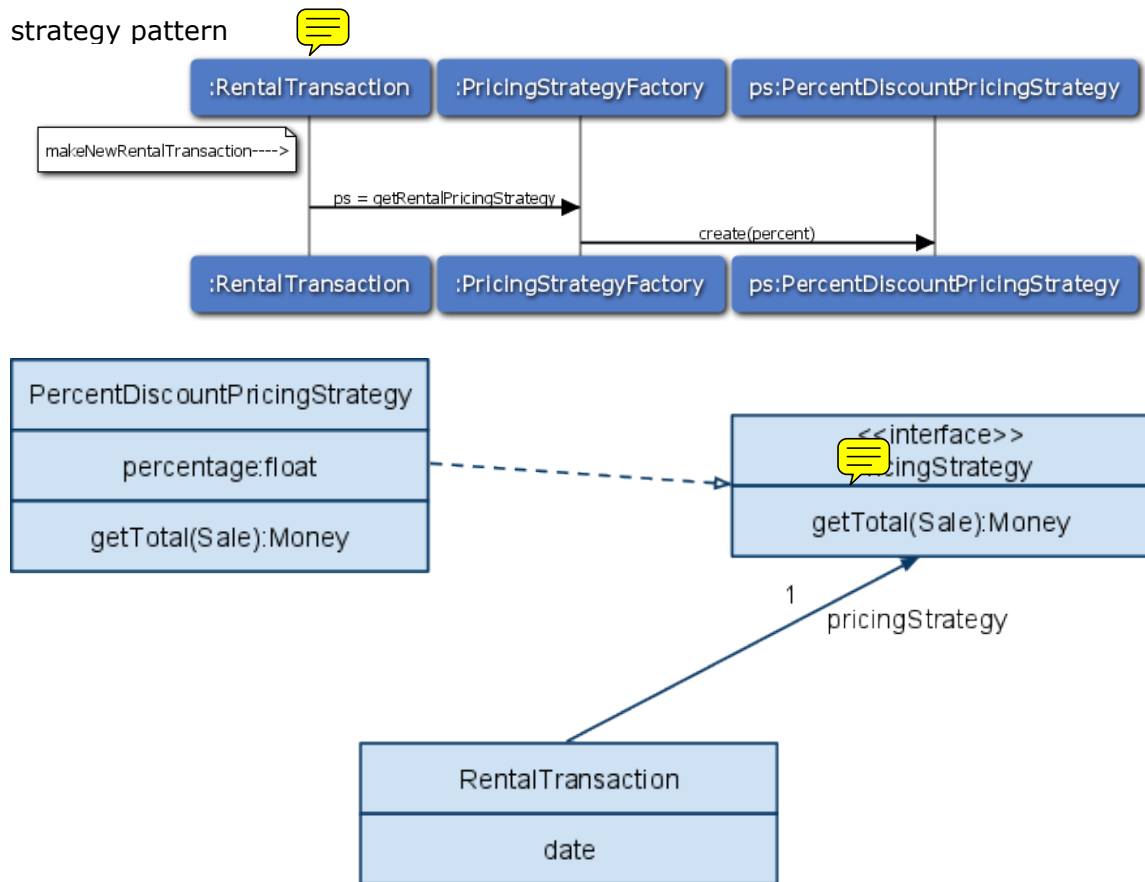 strategy pattern
:RentalTransaction
:PricingStrategyFactory
ps:PercentDiscountPricingStrategy
makeNewRentalTransaction---->
ps = getRentalPricingStrategy
create(percent)
:RentalTransaction
:PricingStrategyFactory
ps:PercentDiscountPricingStrategy
PercentDiscountPricingStrategy
percentage:float
getTotal(Sale):Money
<<interface>>
getTotal(Sale):Money
1
pricingStrategy
RentalTransaction
date